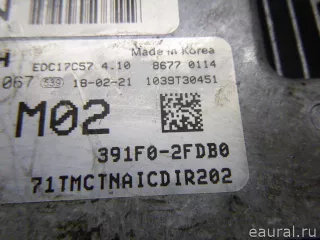 Made in Korea
EDC17C57 4.10 8677 0114
067 18-02-21 1039T30451
M02
391F0-2FDB0
71TMCTNAICDIR202
© eaural.ru